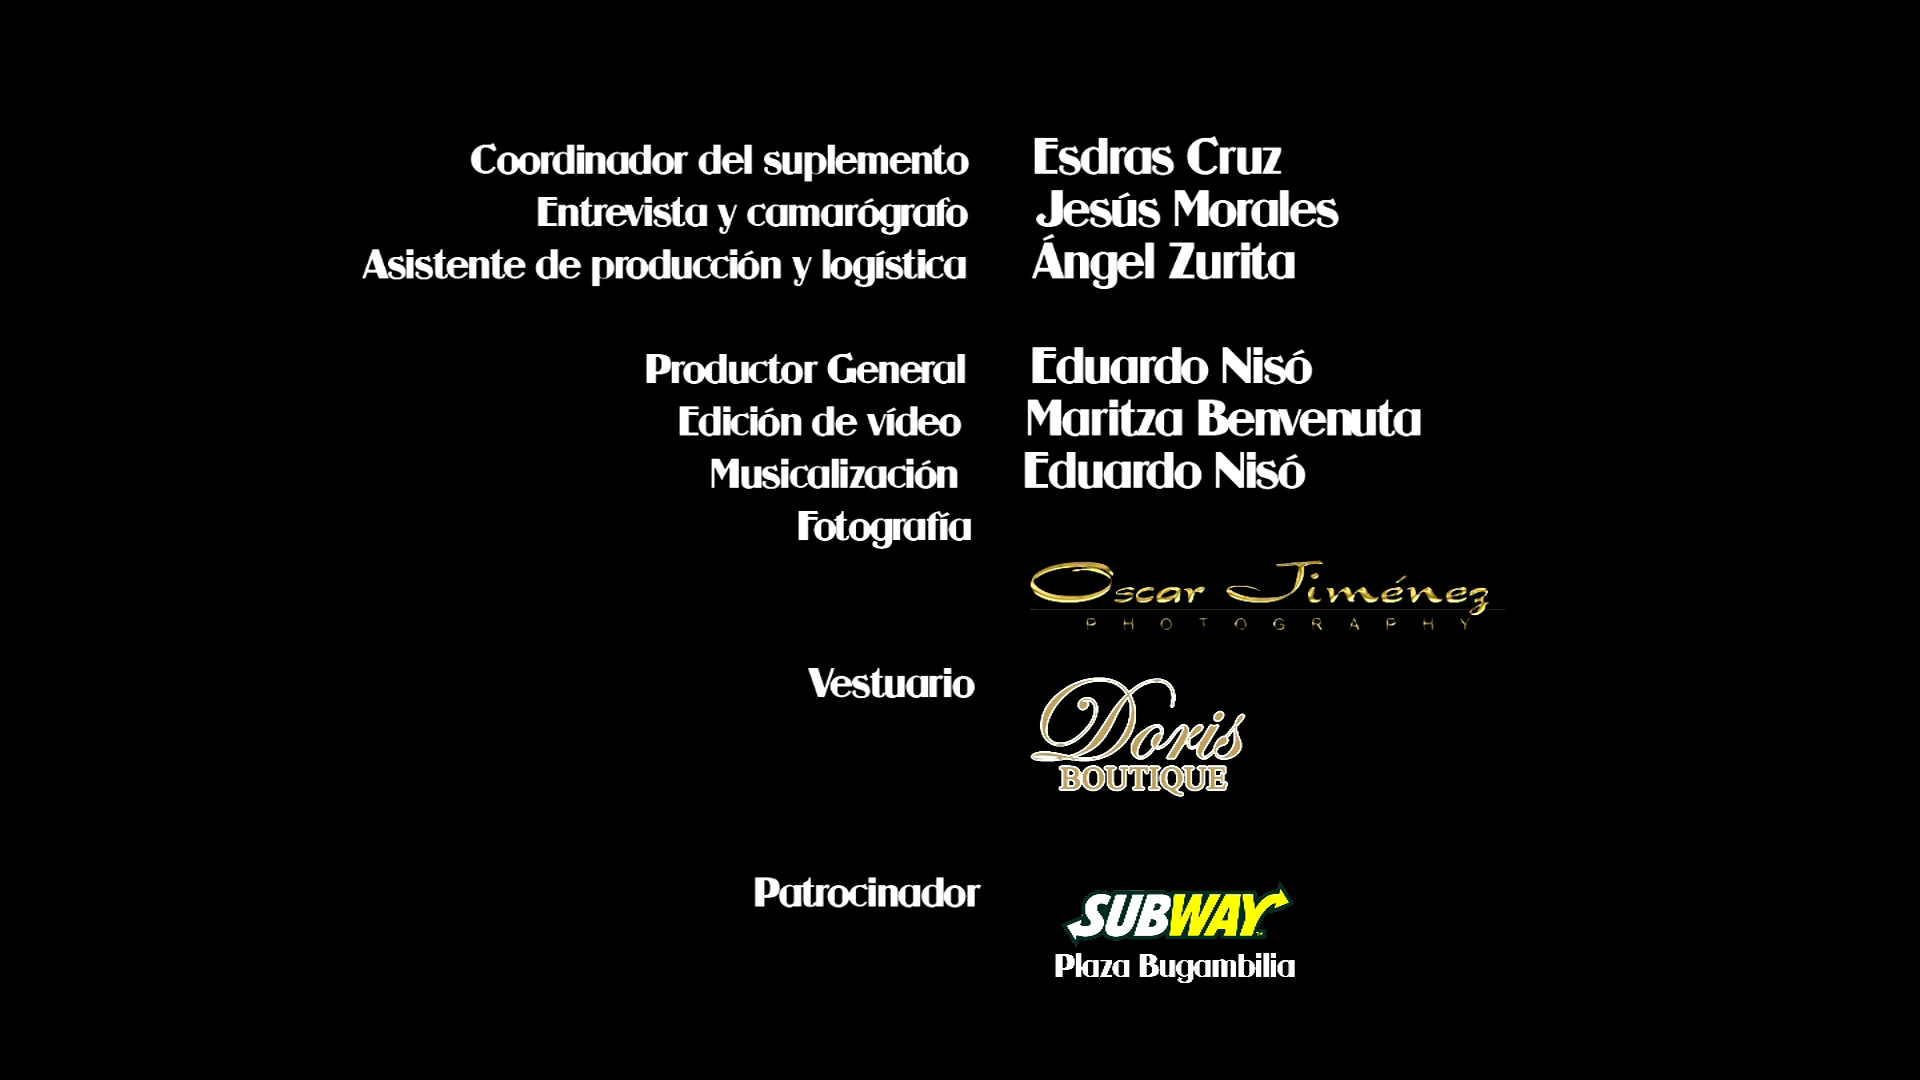 Coordinador del suplemento Esdras Cruz
Entrevista y camarógrafo Jesús Morales
Asistente de producción y logística Ángel Zurita
Productor General Eduardo Nisó
Edición de vídeo Maritza Benvenuta
Musicalización Eduardo Nisó
Fotografía
Oscar Jiménez
PHOTOGRAPHY
Vestuario
Doris
BOUTIQUE
Patrocinador
SUBWAY
Plaza Bugambilia